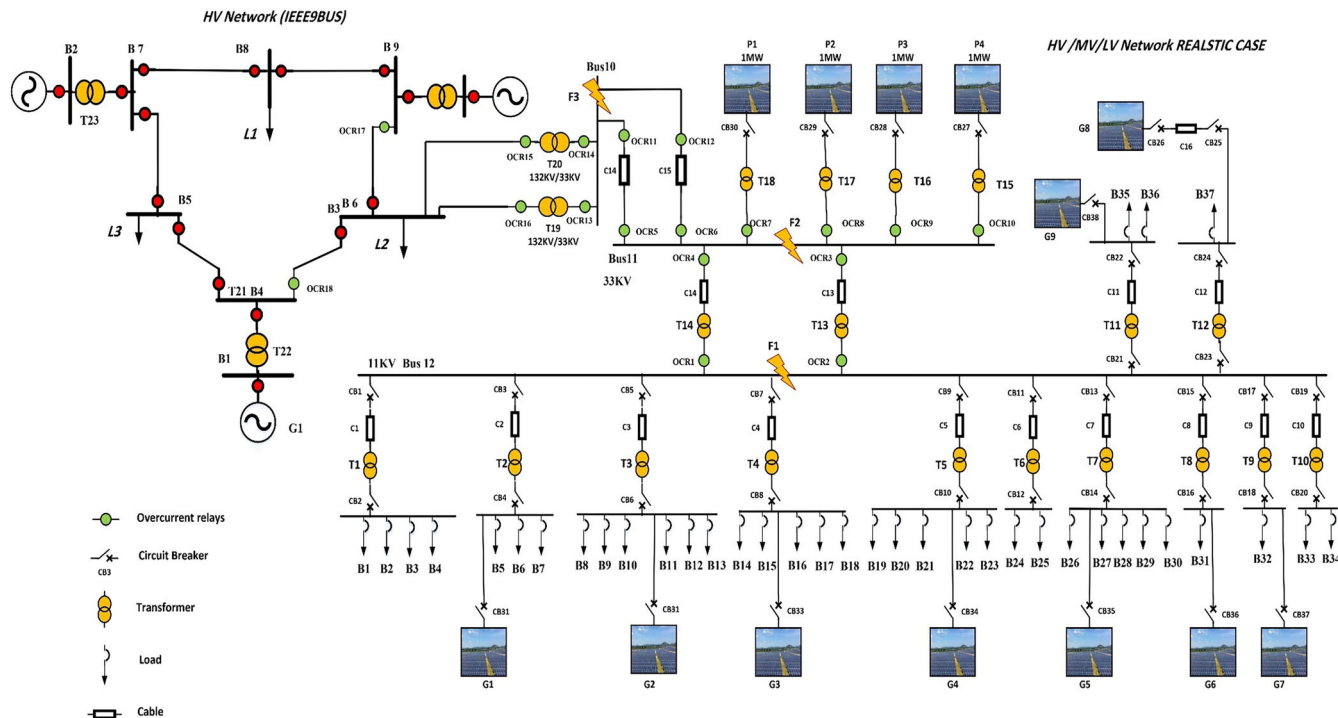 HV Network (IEEE9BUS)
HV /MV/LV Network REALSTIC CASE
B2
B 7
B8
B 9
T23
L1
OCR17
B5
L3
B3
B 6
L2
T21 B4
OCR18
B1
T22
G1
Bus10
F3
OCR15
OCR14
T20
132KV/33KV
OCR16
OCR13
T19
132KV/33KV
OCR11
OCR12
C14
C15
OCR5
OCR6
Bus11
33KV
P1
1MW
P2
1MW
P3
1MW
P4
1MW
CB30
CB29
CB28
CB27
T18
T17
T16
T15
OCR7
OCR8
OCR9
OCR10
F2
OCR4
OCR3
C14
C13
T14
T13
OCR1
OCR2
F1
G8
CB26
C16
CB25
G9
CB38
B35
B36
B37
CB22
CB24
C11
C12
T11
T12
CB21
CB23
11KV Bus 12
CB1
CB3
CB5
CB7
CB9
CB11
CB13
CB15
CB17
CB19
C1
C2
C3
C4
C5
C6
C7
C8
C9
C10
T1
T2
T3
T4
T5
T6
T7
T8
T9
T10
CB2
CB4
CB6
CB8
CB10
CB12
CB14
CB16
CB18
CB20
B1
B2
B3
B4
B5
B6
B7
B8
B9
B10
B11
B12
B13
B14
B15
B16
B17
B18
B19
B20
B21
B22
B23
B24
B25
B26
B27
B28
B29
B30
B31
B32
B33
B34
CB31
CB31
CB33
CB34
CB35
CB36
CB37
G1
G2
G3
G4
G5
G6
G7
Overcurrent relays
Circuit Breaker
CB3
Transformer
Load
Cable